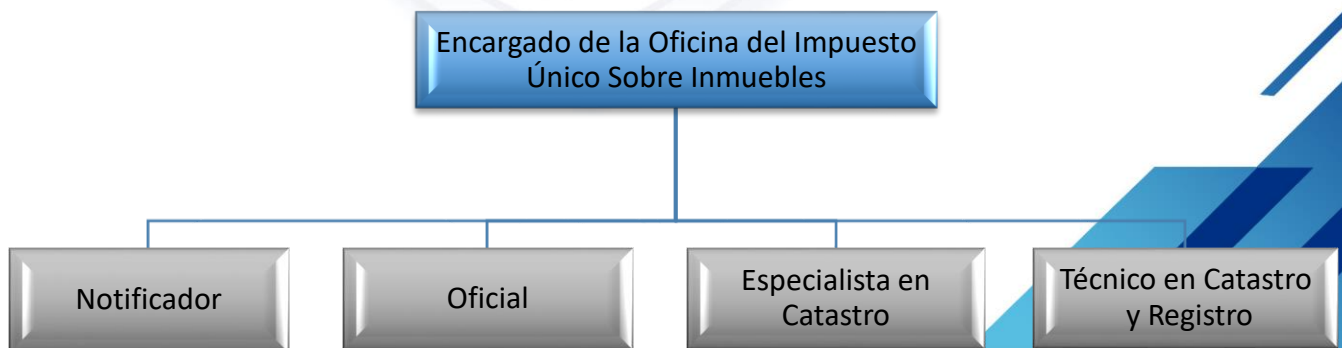 Encargado de la Oficina del Impuesto
Único Sobre Inmuebles
Notificador
Oficial
Especialista en
Catastro
Técnico en Catastro
y Registro